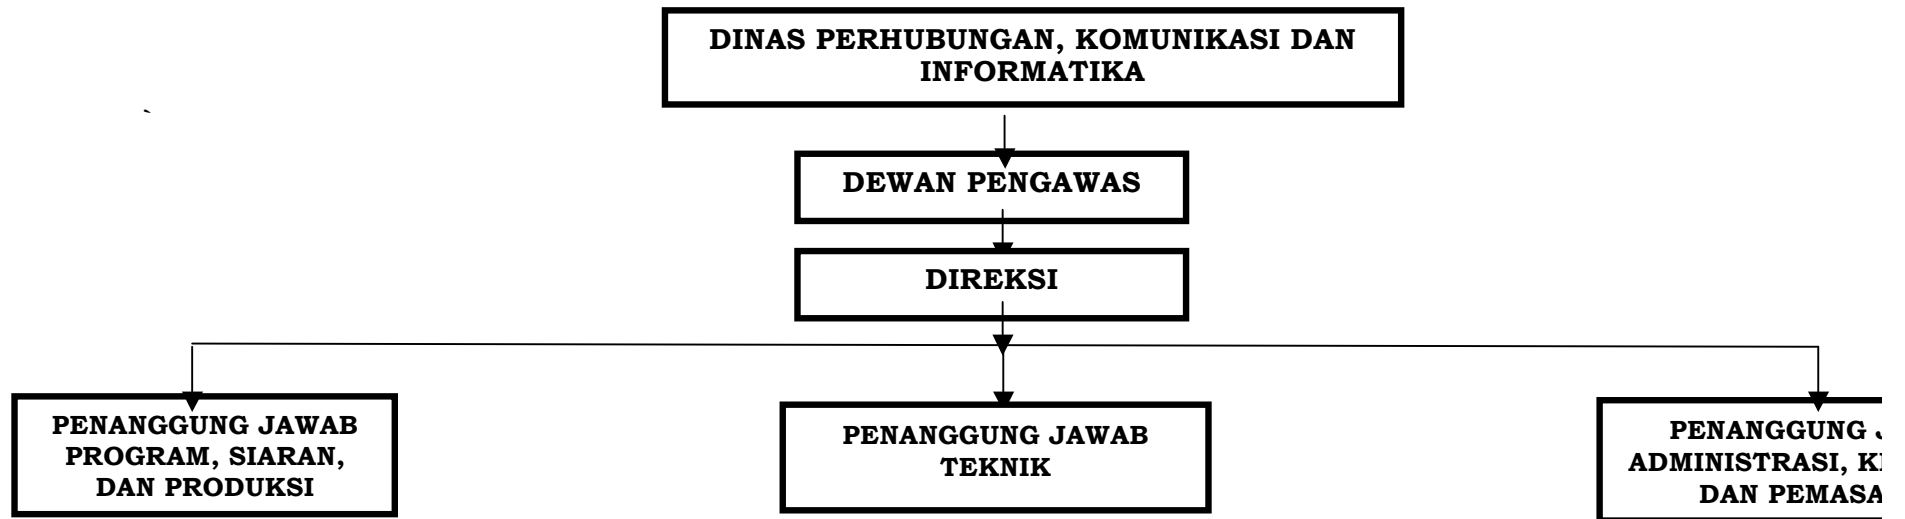 DINAS PERHUBUNGAN, KOMUNIKASI DAN
INFORMATIKA
`
DEWAN PENGAWAS
DIREKSI
PENANGGUNG JAWAB
PROGRAM, SIARAN,
DAN PRODUKSI
PENANGGUNG JAWAB
TEKNIK
PENANGGUNG
ADMINISTRASI,
DAN